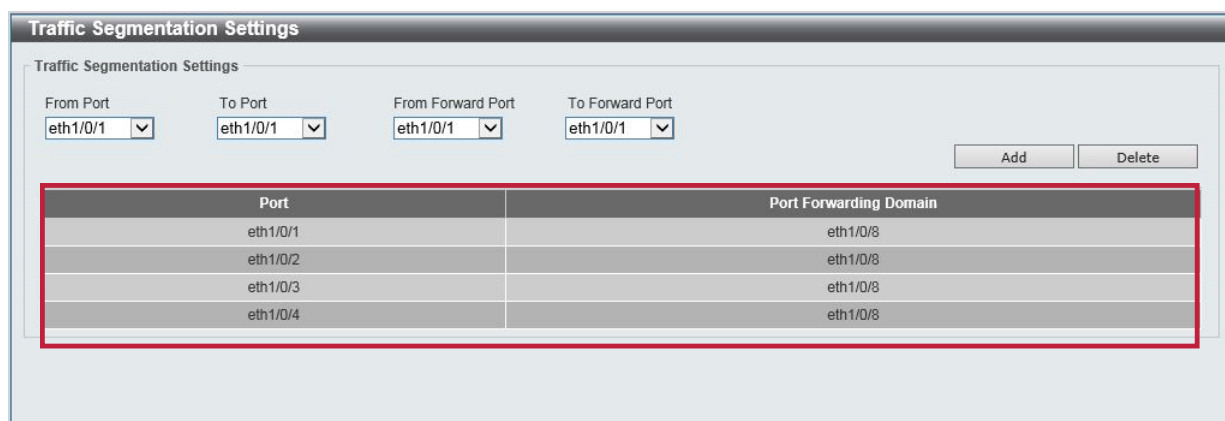 Traffic Segmentation Settings
Traffic Segmentation Settings
From Port To Port From Forward Port To Forward Port
eth1/0/1 eth1/0/1 eth1/0/1 eth1/0/1
Add Delete
Port Port Forwarding Domain
eth1/0/1 eth1/0/8
eth1/0/2 eth1/0/8
eth1/0/3 eth1/0/8
eth1/0/4 eth1/0/8